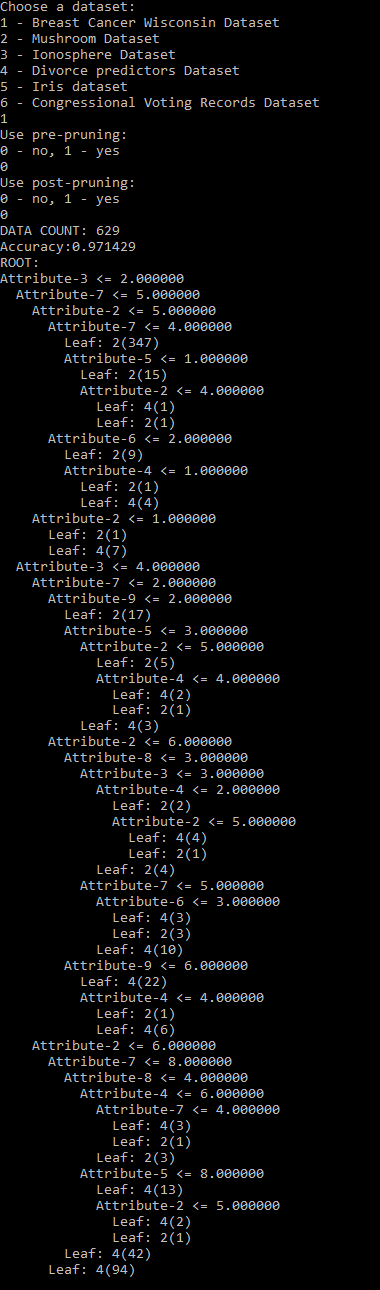 Choose a dataset:
1 - Breast Cancer Wisconsin Dataset
2 - Mushroom Dataset
3 - Ionosphere Dataset
4 - Divorce predictors Dataset
5 - Iris dataset
6 - Congressional Voting Records Dataset
1
Use pre-pruning:
0 - no, 1 - yes
0
Use post-pruning:
0 - no, 1 - yes
0
DATA COUNT: 629
Accuracy:0.971429
ROOT:
Attribute-3 <= 2.000000
  Attribute-7 <= 5.000000
    Attribute-2 <= 5.000000
      Attribute-7 <= 4.000000
        Leaf: 2(347)
        Attribute-5 <= 1.000000
          Leaf: 2(15)
          Attribute-2 <= 4.000000
            Leaf: 4(1)
            Leaf: 2(1)
      Attribute-6 <= 2.000000
        Leaf: 2(9)
        Attribute-4 <= 1.000000
          Leaf: 2(1)
          Leaf: 4(4)
    Attribute-2 <= 1.000000
      Leaf: 2(1)
      Leaf: 4(7)
  Attribute-3 <= 4.000000
    Attribute-7 <= 2.000000
      Attribute-9 <= 2.000000
        Leaf: 2(17)
        Attribute-5 <= 3.000000
          Attribute-2 <= 5.000000
            Leaf: 2(5)
            Attribute-4 <= 4.000000
              Leaf: 4(2)
              Leaf: 2(1)
          Leaf: 4(3)
      Attribute-2 <= 6.000000
        Attribute-8 <= 3.000000
          Attribute-3 <= 3.000000
            Attribute-4 <= 2.000000
              Leaf: 2(2)
              Attribute-2 <= 5.000000
                Leaf: 4(4)
                Leaf: 2(1)
            Leaf: 2(4)
          Attribute-7 <= 5.000000
            Attribute-6 <= 3.000000
              Leaf: 4(3)
              Leaf: 2(3)
            Leaf: 4(10)
        Attribute-9 <= 6.000000
          Leaf: 4(22)
          Attribute-4 <= 4.000000
            Leaf: 2(1)
            Leaf: 4(6)
    Attribute-2 <= 6.000000
      Attribute-7 <= 8.000000
        Attribute-8 <= 4.000000
          Attribute-4 <= 6.000000
            Attribute-7 <= 4.000000
              Leaf: 4(3)
              Leaf: 2(1)
            Leaf: 2(3)
          Attribute-5 <= 8.000000
            Leaf: 4(13)
            Attribute-2 <= 5.000000
              Leaf: 4(2)
              Leaf: 2(1)
        Leaf: 4(42)
      Leaf: 4(94)